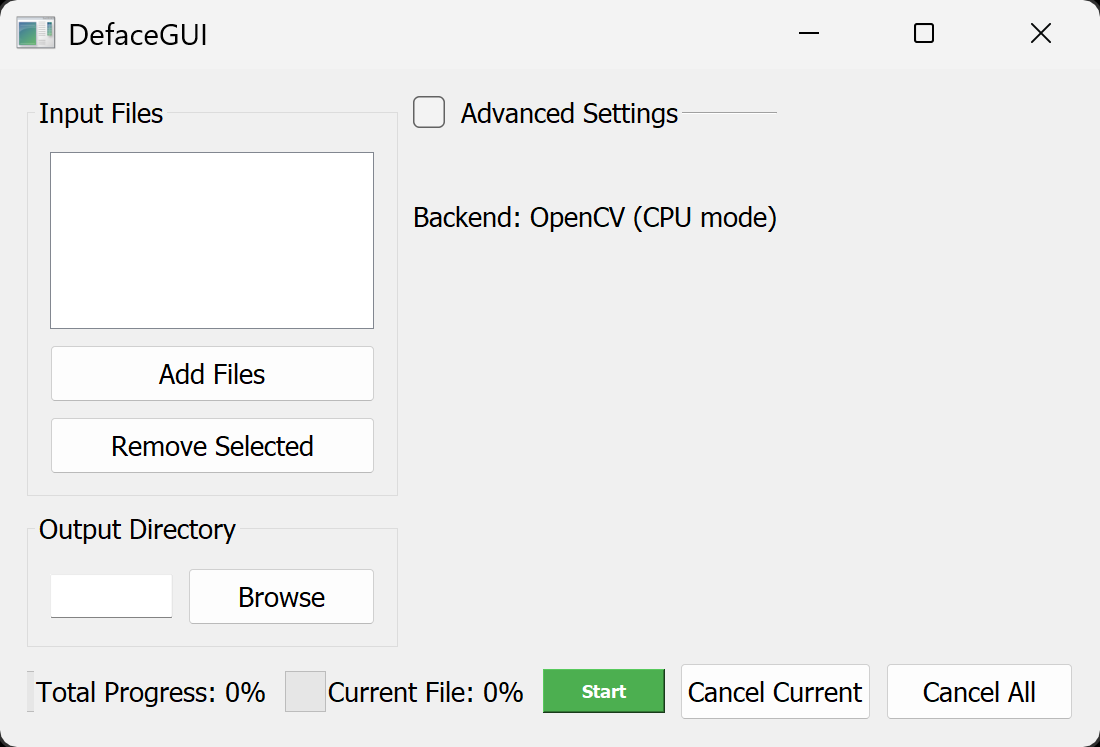 DefaceGUI
Input Files
Advanced Settings
Backend: OpenCV (CPU mode)
Add Files
Remove Selected
Output Directory
Browse
Total Progress: 0%
Current File: 0%
Start
Cancel Current
Cancel All